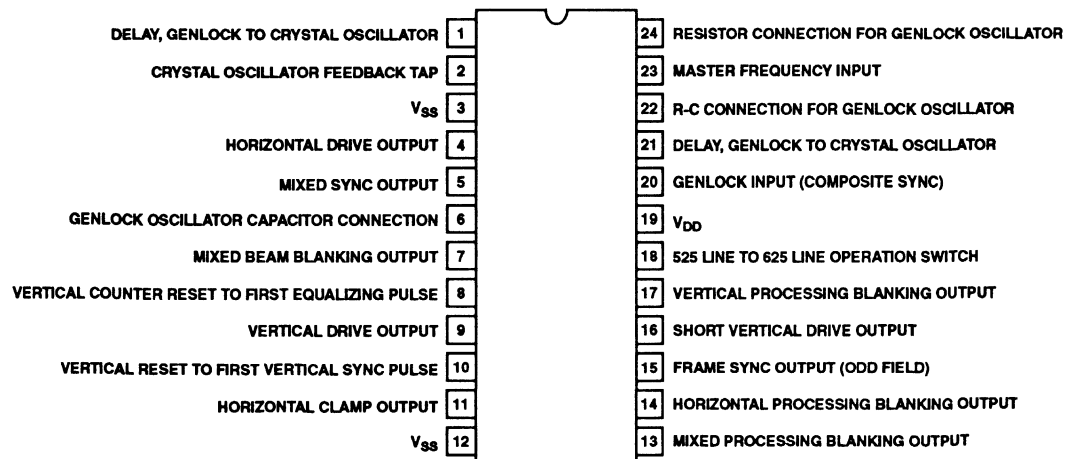 DELAY, GENLOCK TO CRYSTAL OSCILLATOR 1
CRYSTAL OSCILLATOR FEEDBACK TAP 2
VSS 3
HORIZONTAL DRIVE OUTPUT 4
MIXED SYNC OUTPUT 5
GENLOCK OSCILLATOR CAPACITOR CONNECTION 6
MIXED BEAM BLANKING OUTPUT 7
VERTICAL COUNTER RESET TO FIRST EQUALIZING PULSE 8
VERTICAL DRIVE OUTPUT 9
VERTICAL RESET TO FIRST VERTICAL SYNC PULSE 10
HORIZONTAL CLAMP OUTPUT 11
VSS 12
24 RESISTOR CONNECTION FOR GENLOCK OSCILLATOR
23 MASTER FREQUENCY INPUT
22 R-C CONNECTION FOR GENLOCK OSCILLATOR
21 DELAY, GENLOCK TO CRYSTAL OSCILLATOR
20 GENLOCK INPUT (COMPOSITE SYNC)
19 VDD
18 525 LINE TO 625 LINE OPERATION SWITCH
17 VERTICAL PROCESSING BLANKING OUTPUT
16 SHORT VERTICAL DRIVE OUTPUT
15 FRAME SYNC OUTPUT (ODD FIELD)
14 HORIZONTAL PROCESSING BLANKING OUTPUT
13 MIXED PROCESSING BLANKING OUTPUT